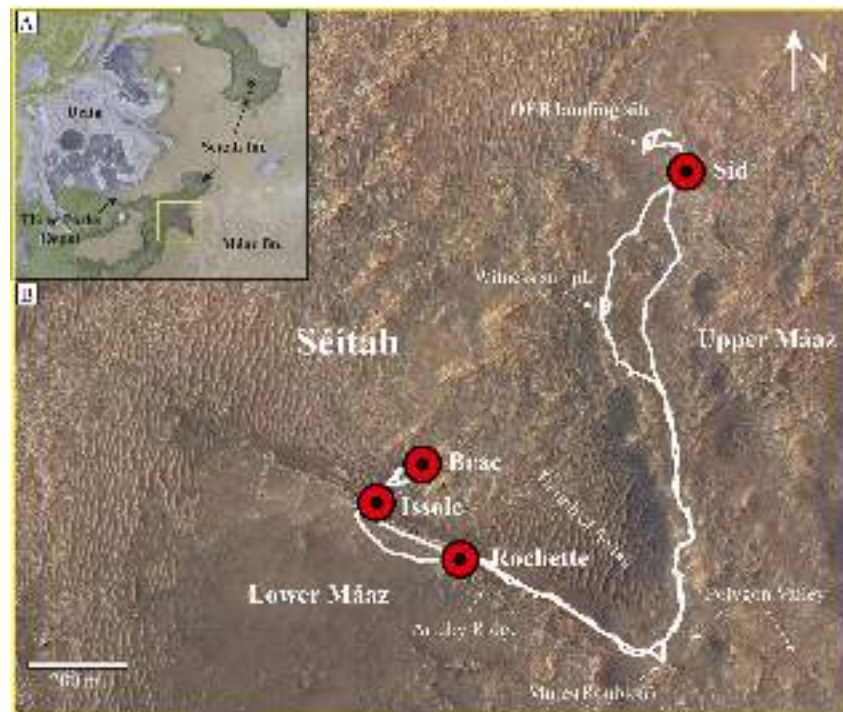 A
Delta
Séítah fm.
Three Forks
Depot
Máaz fm.
B
N
OEB landing site
Sid
Séítah
Upper Máaz
Brac
Issole
Rochette
Lower Máaz
Artuby Ridge
Polygon Valley